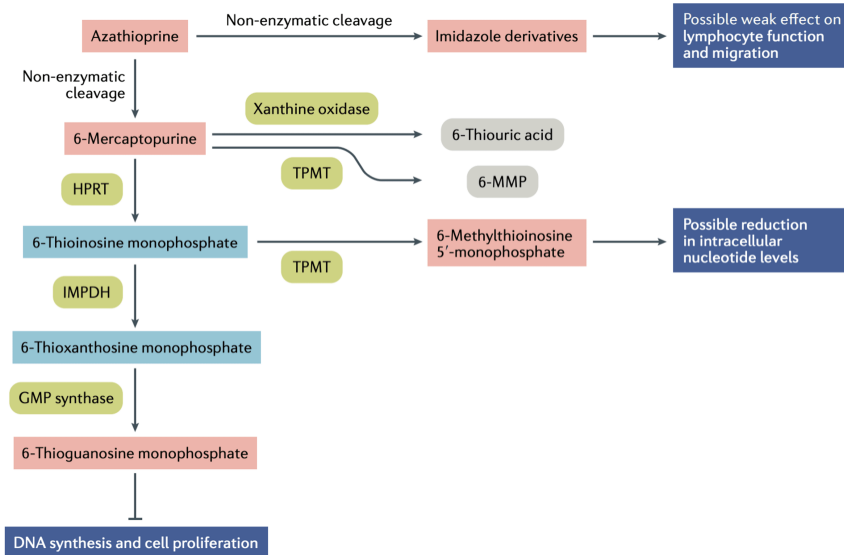 Azathioprine
Non-enzymatic cleavage
Imidazole derivatives
Possible weak effect on
lymphocyte function
and migration
Non-enzymatic
cleavage
Xanthine oxidase
6-Mercaptopurine
6-Thiouric acid
TPMT
6-MMP
HPRT
6-Thioinosine monophosphate
TPMT
6-Methylthioinosine
5′-monophosphate
Possible reduction
in intracellular
nucleotide levels
IMPDH
6-Thioxanthosine monophosphate
GMP synthase
6-Thioguanosine monophosphate
DNA synthesis and cell proliferation